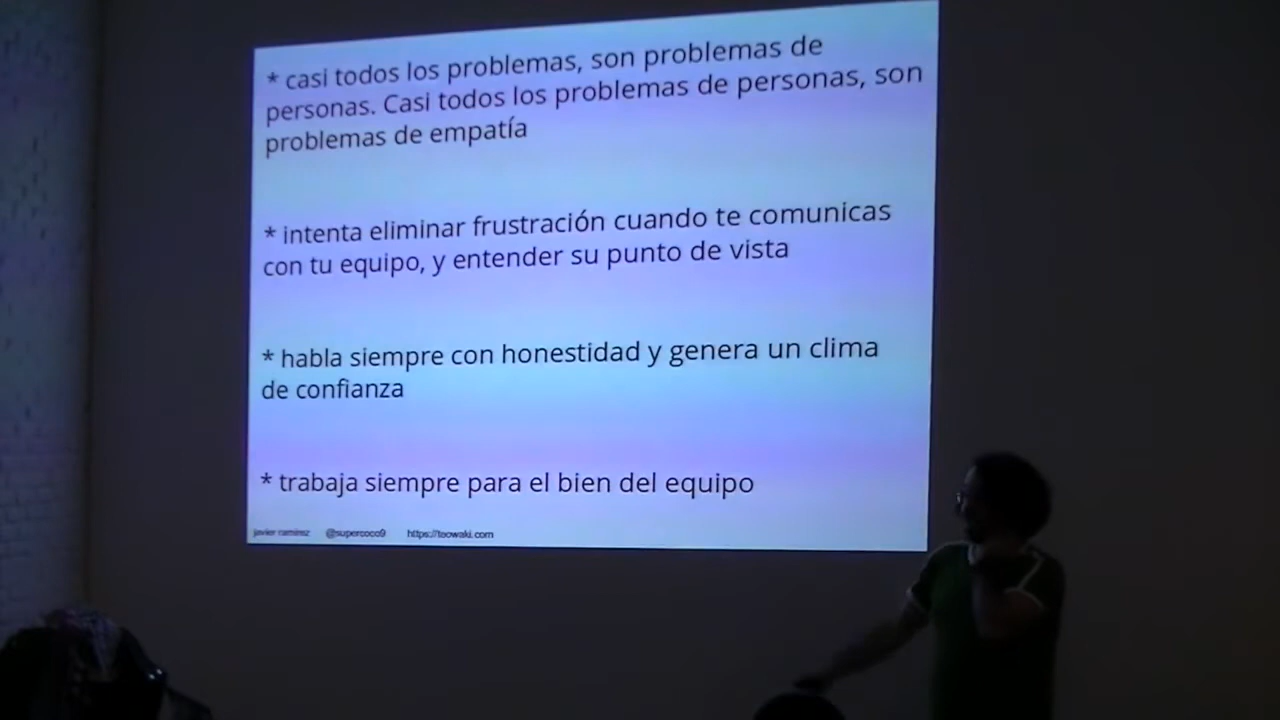 * casi todos los problemas, son problemas de
personas. Casi todos los problemas de personas, son
problemas de empatía
* intenta eliminar frustración cuando te comunicas
con tu equipo, y entender su punto de vista
* habla siempre con honestidad y genera un clima
de confianza
* trabaja siempre para el bien del equipo
javier ramirez @supercoco9 https://teowaki.com